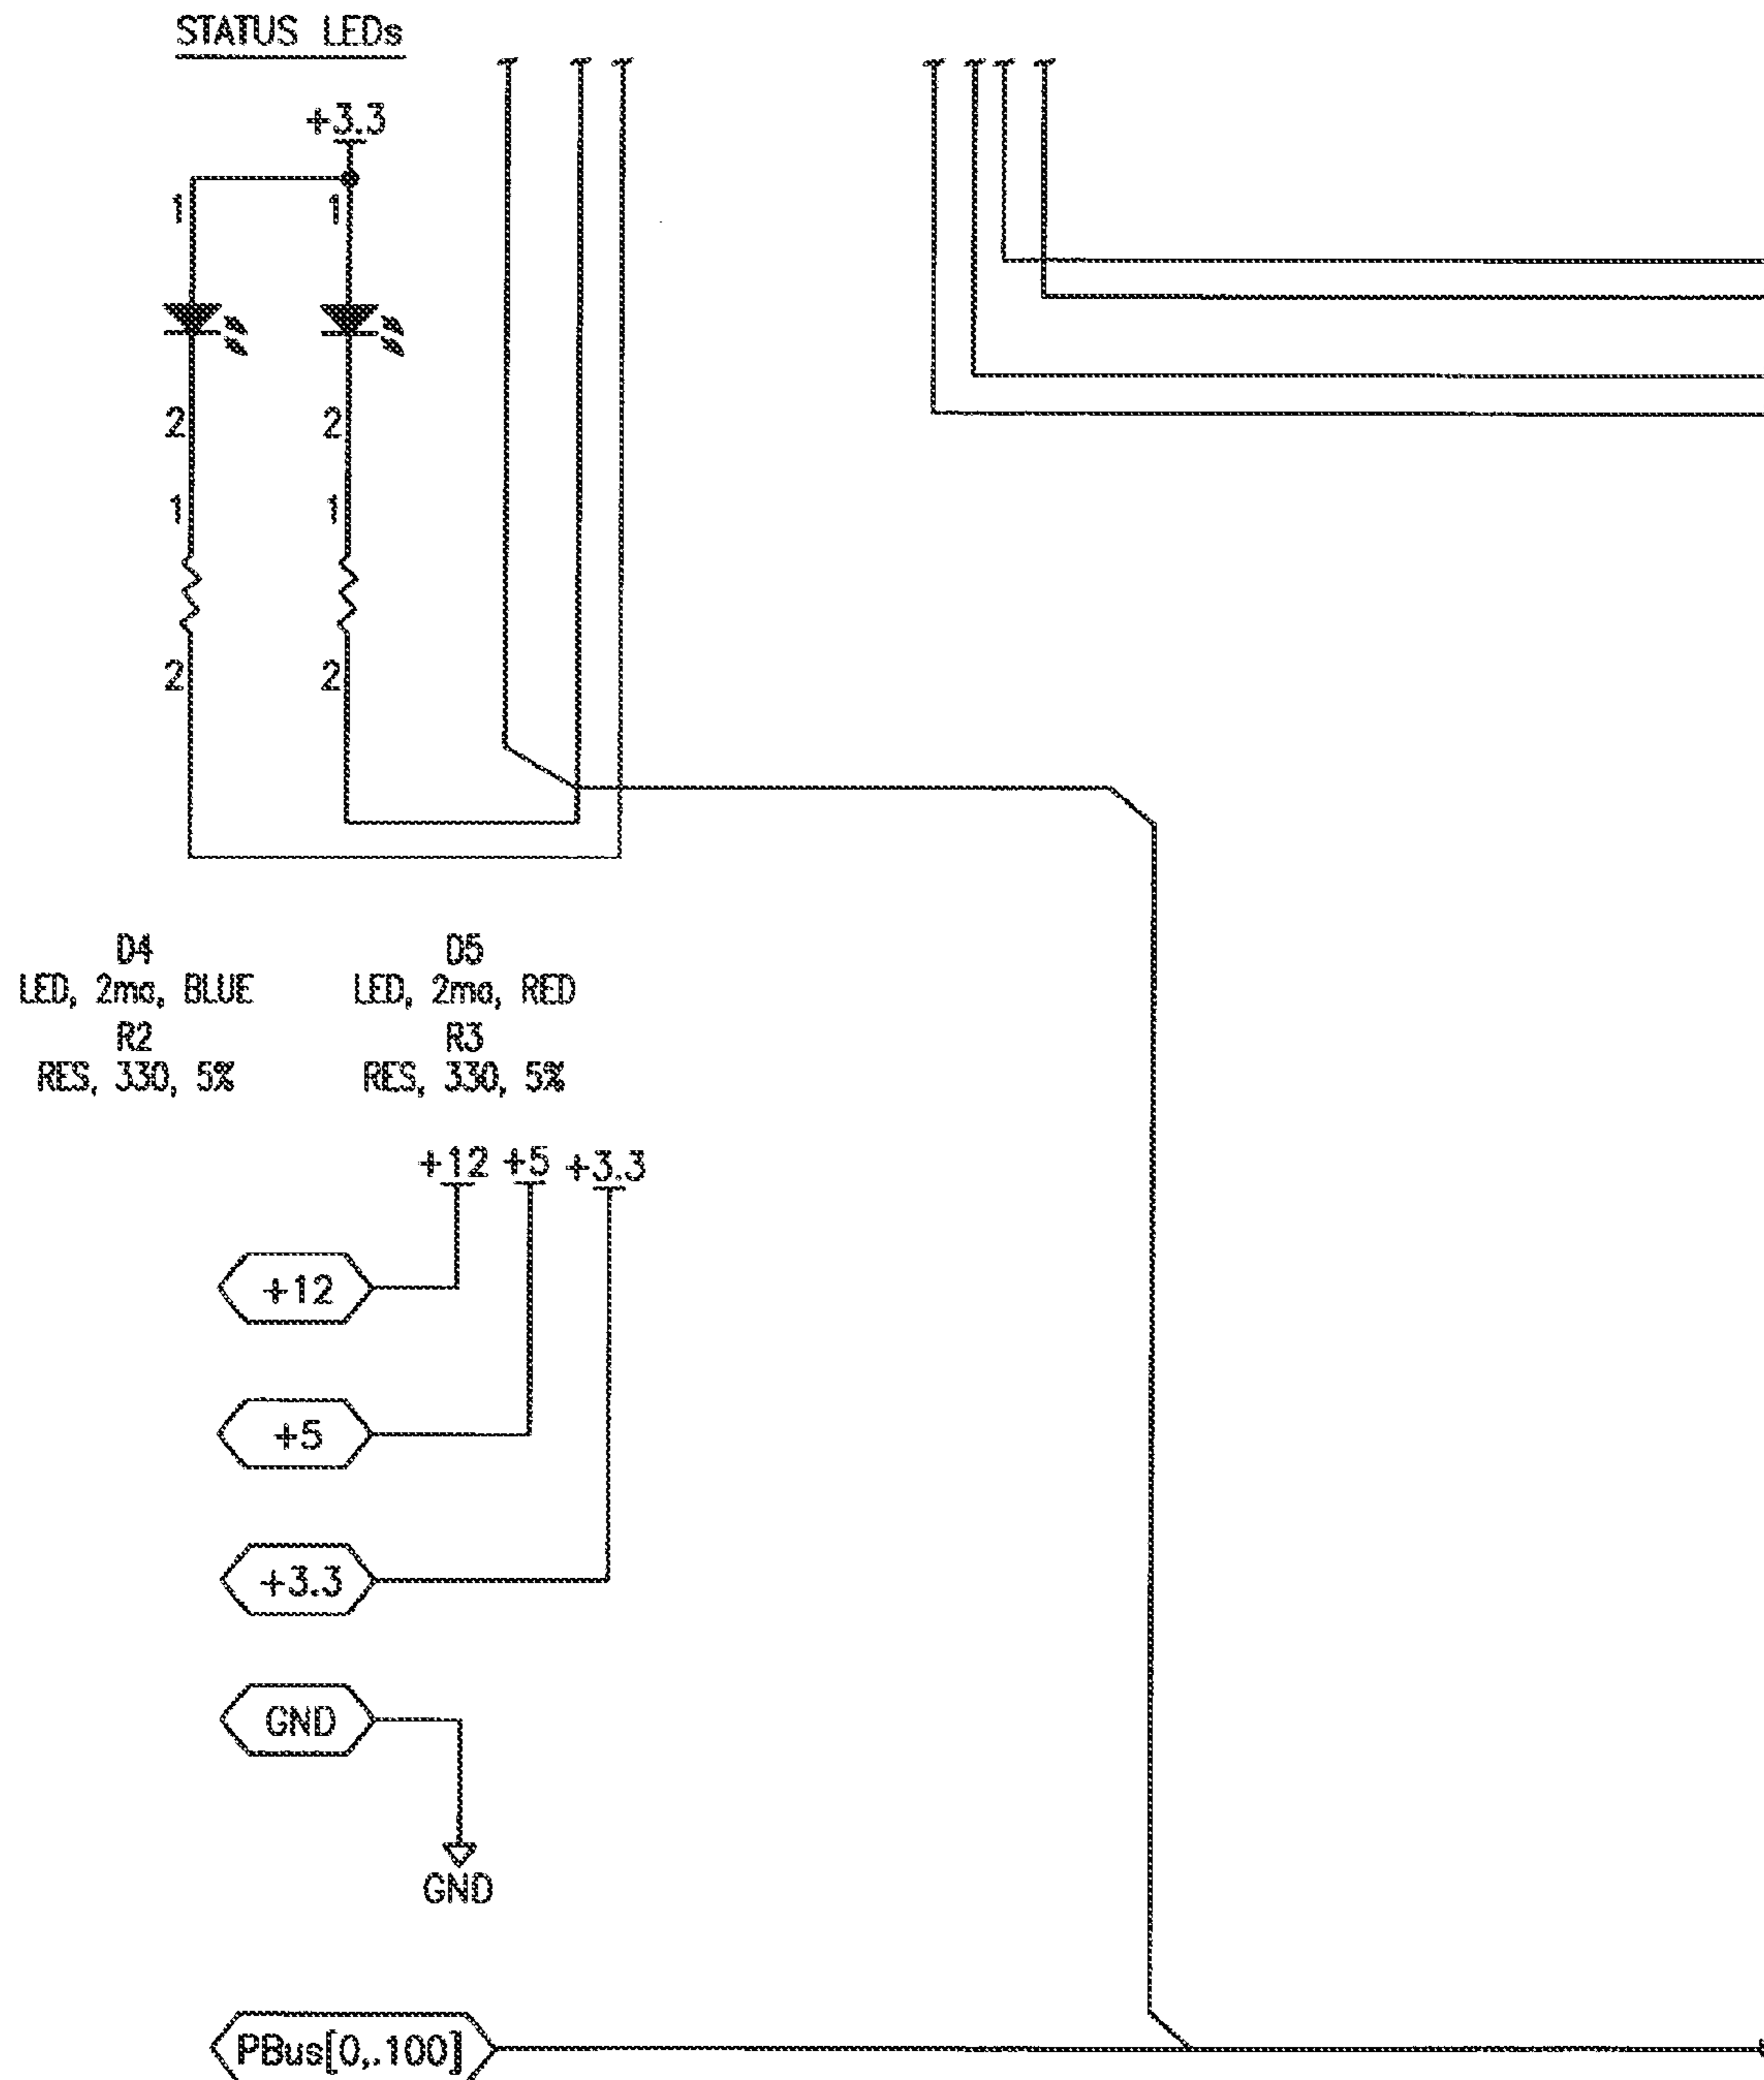 STATUS LEDs
+3.3
1 1
2 2
1 1
2 2
D4 D5
LED, 2ma, BLUE LED, 2ma, RED
R2 R3
RES, 330, 5% RES, 330, 5%
+12 +5 +3.3
+12
+5
+3.3
GND
GND
PBus[0,.100]